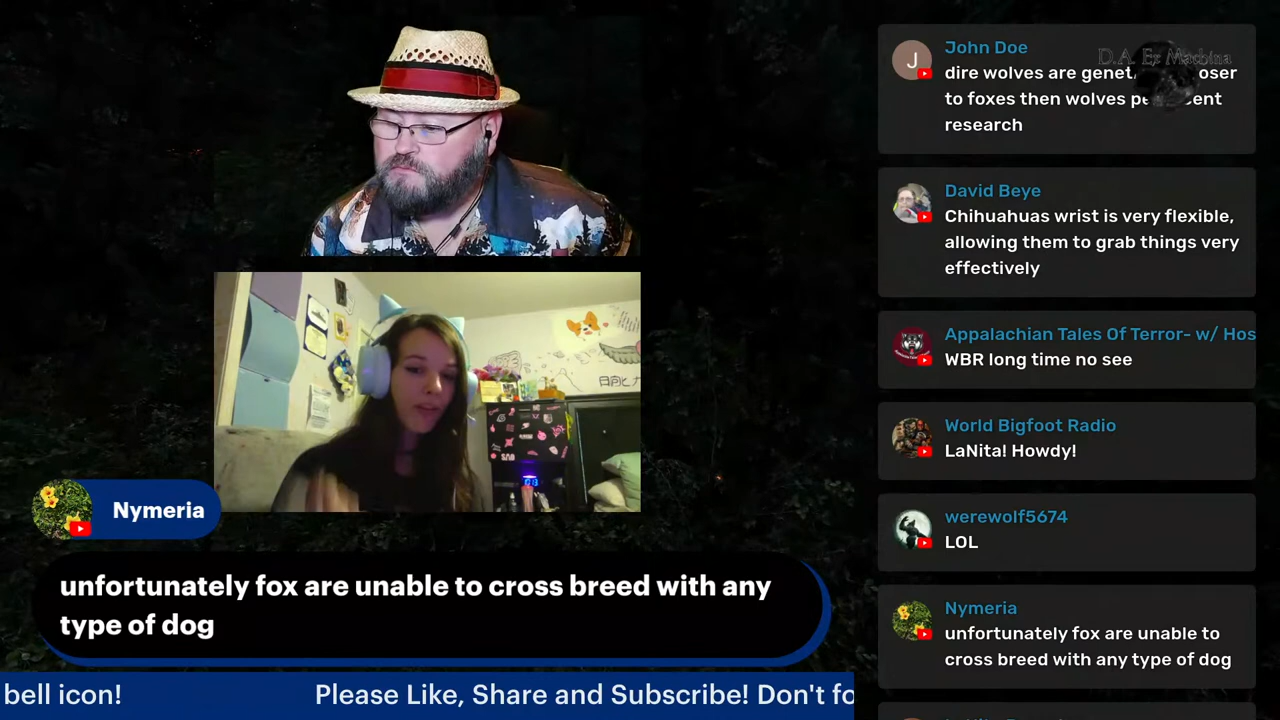 John Doe
D.A. Ex Machina
dire wolves are genet oser
to foxes then wolves ent
research
David Beye
Chihuahuas wrist is very flexible,
allowing them to grab things very
effectively
Appalachian Tales Of Terror- w/ Hos
WBR long time no see
World Bigfoot Radio
LaNita! Howdy!
werewolf5674
LOL
Nymeria
unfortunately fox are unable to
cross breed with any type of dog
Nymeria
unfortunately fox are unable to cross breed with any
type of dog
bell icon! Please Like, Share and Subscribe! Don't fo